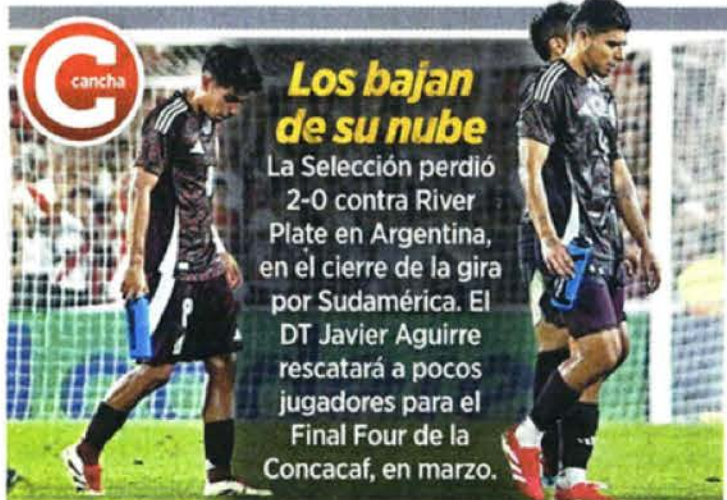 C
cancha
Los bajan
de su nube
La Selección perdió
2-0 contra River
Plate en Argentina,
en el cierre de la gira
por Sudamérica. El
DT Javier Aguirre
rescatará a pocos
jugadores para el
Final Four de la
Concacaf, en marzo.